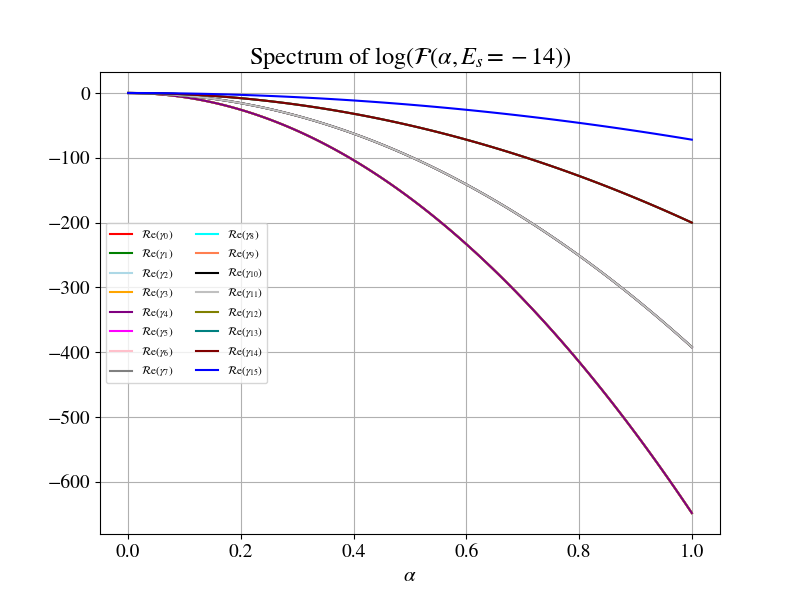 Spectrum of log(ℱ(α, E_s = −14))
0
−100
−200
−300
−400
−500
−600
ℛe(γ₀) ℛe(γ₈)
ℛe(γ₁) ℛe(γ₉)
ℛe(γ₂) ℛe(γ₁₀)
ℛe(γ₃) ℛe(γ₁₁)
ℛe(γ₄) ℛe(γ₁₂)
ℛe(γ₅) ℛe(γ₁₃)
ℛe(γ₆) ℛe(γ₁₄)
ℛe(γ₇) ℛe(γ₁₅)
0.0 0.2 0.4 0.6 0.8 1.0
α